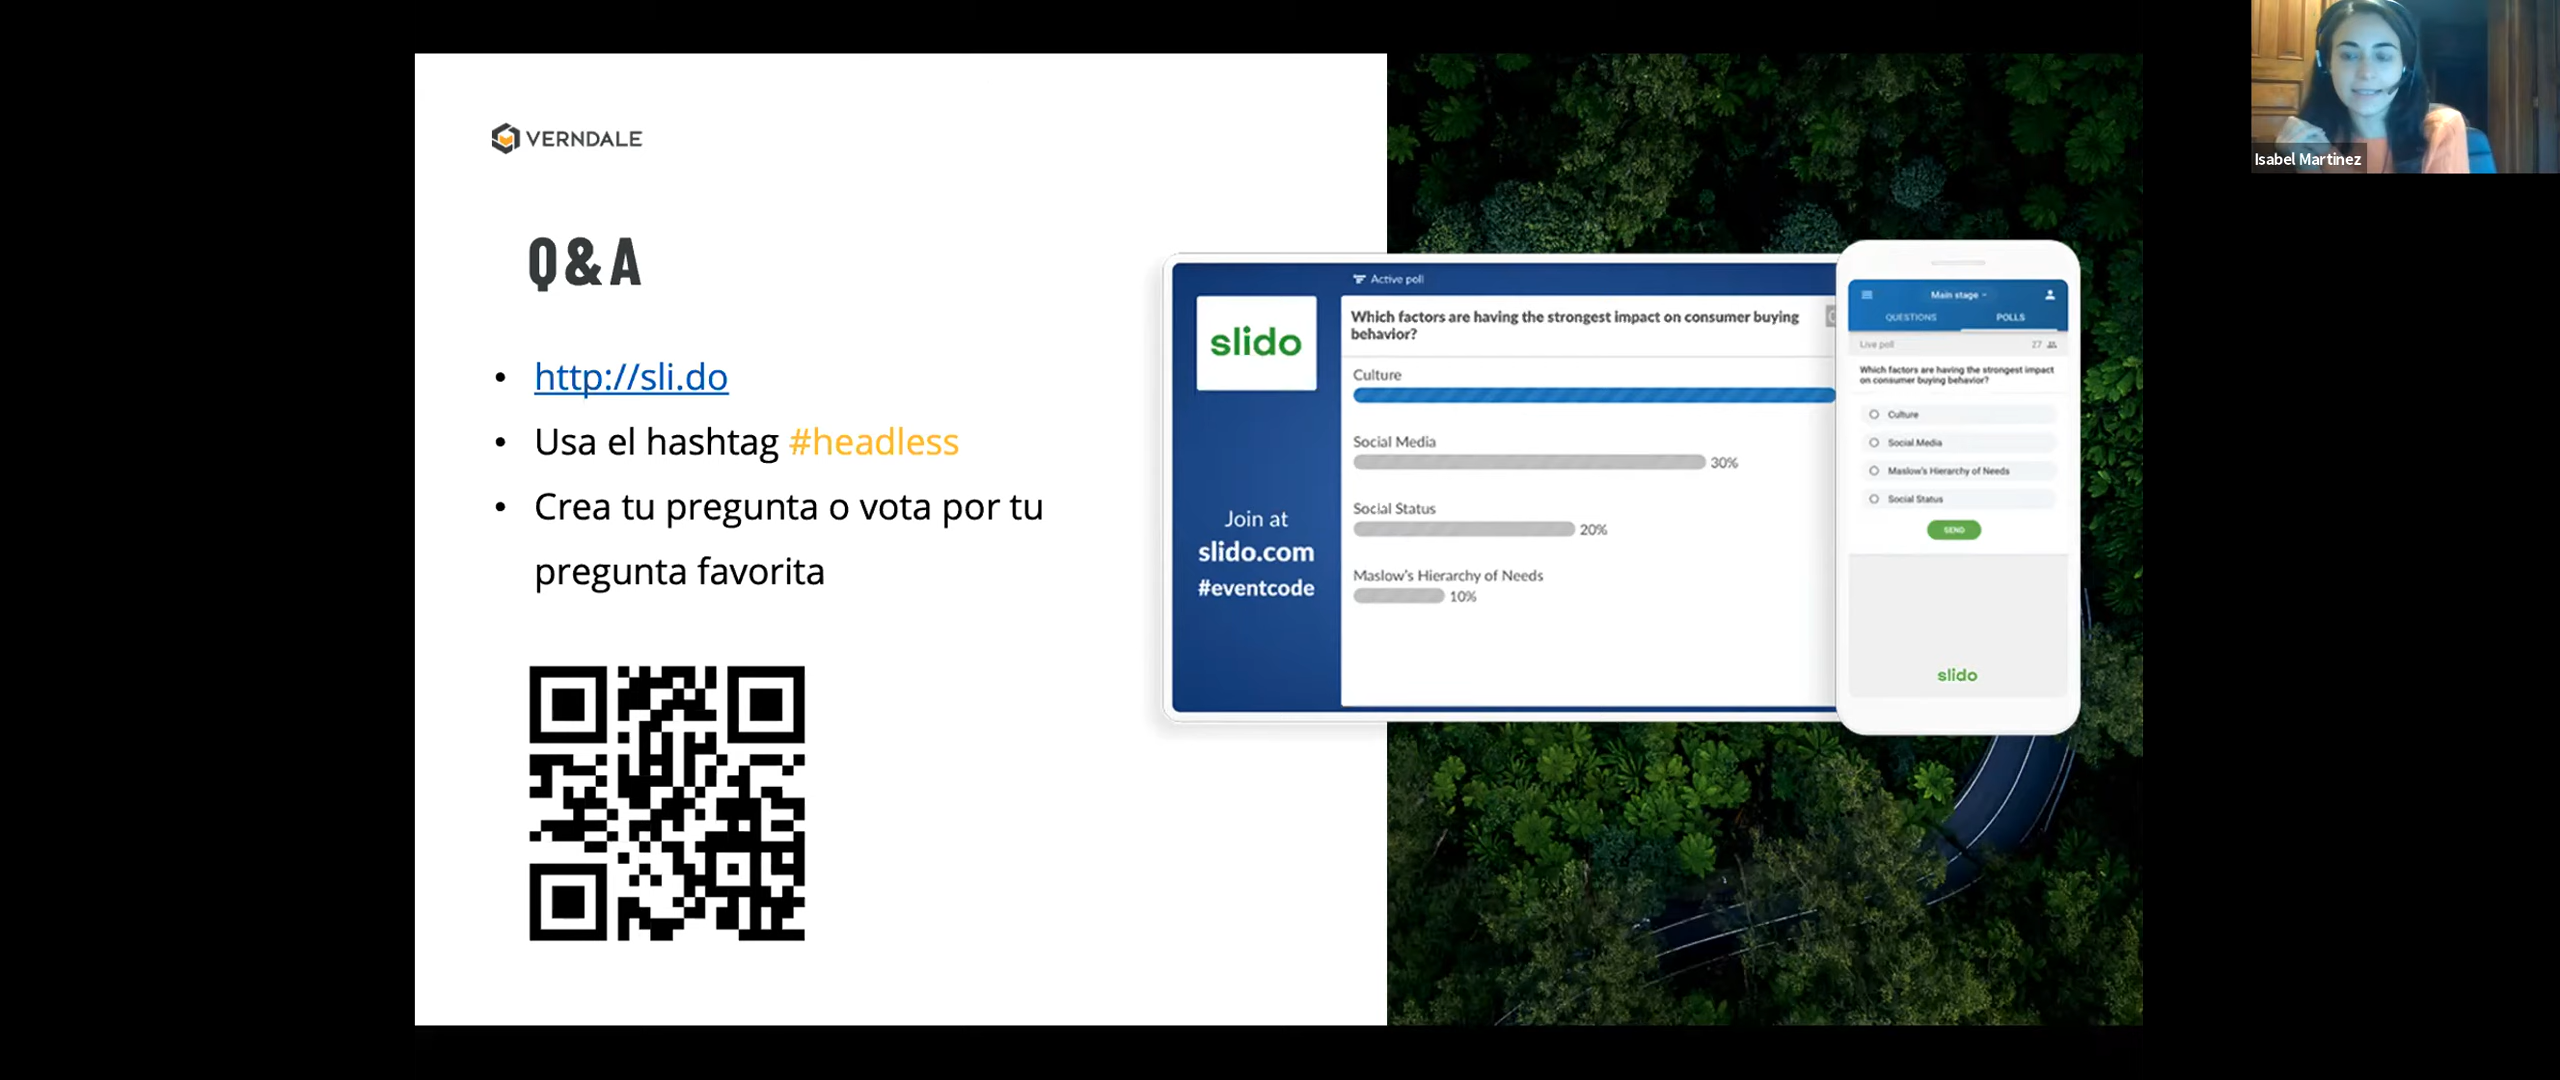 VERNDALE
Q&A
• http://sli.do
• Usa el hashtag #headless
• Crea tu pregunta o vota por tu
pregunta favorita
Active poll
slido
Which factors are having the strongest impact on consumer buying
behavior?
Culture
Social Media
30%
Social Status
20%
Maslow's Hierarchy of Needs
10%
Join at
slido.com
#eventcode
Main stage
QUESTIONS POLLS
Live poll 27
Which factors are having the strongest impact
on consumer buying behavior?
Culture
Social Media
Maslow's Hierarchy of Needs
Social Status
SEND
slido
Isabel Martinez